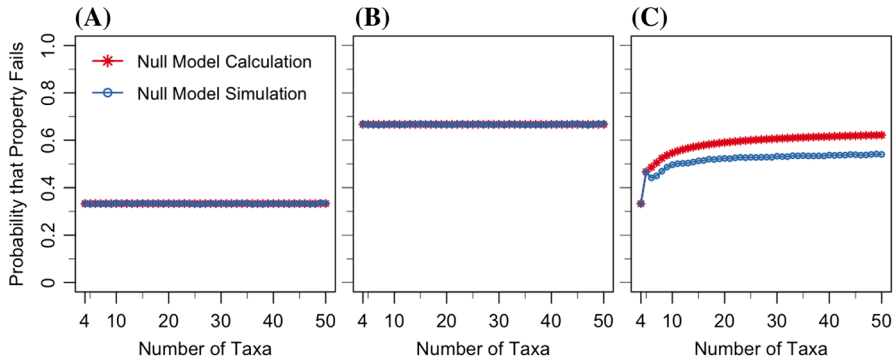 (A)
(B)
(C)
Probability that Property Fails
1.0
0.8
0.6
0.4
0.2
0
Null Model Calculation
Null Model Simulation
4 10 20 30 40 50
4 10 20 30 40 50
4 10 20 30 40 50
Number of Taxa
Number of Taxa
Number of Taxa